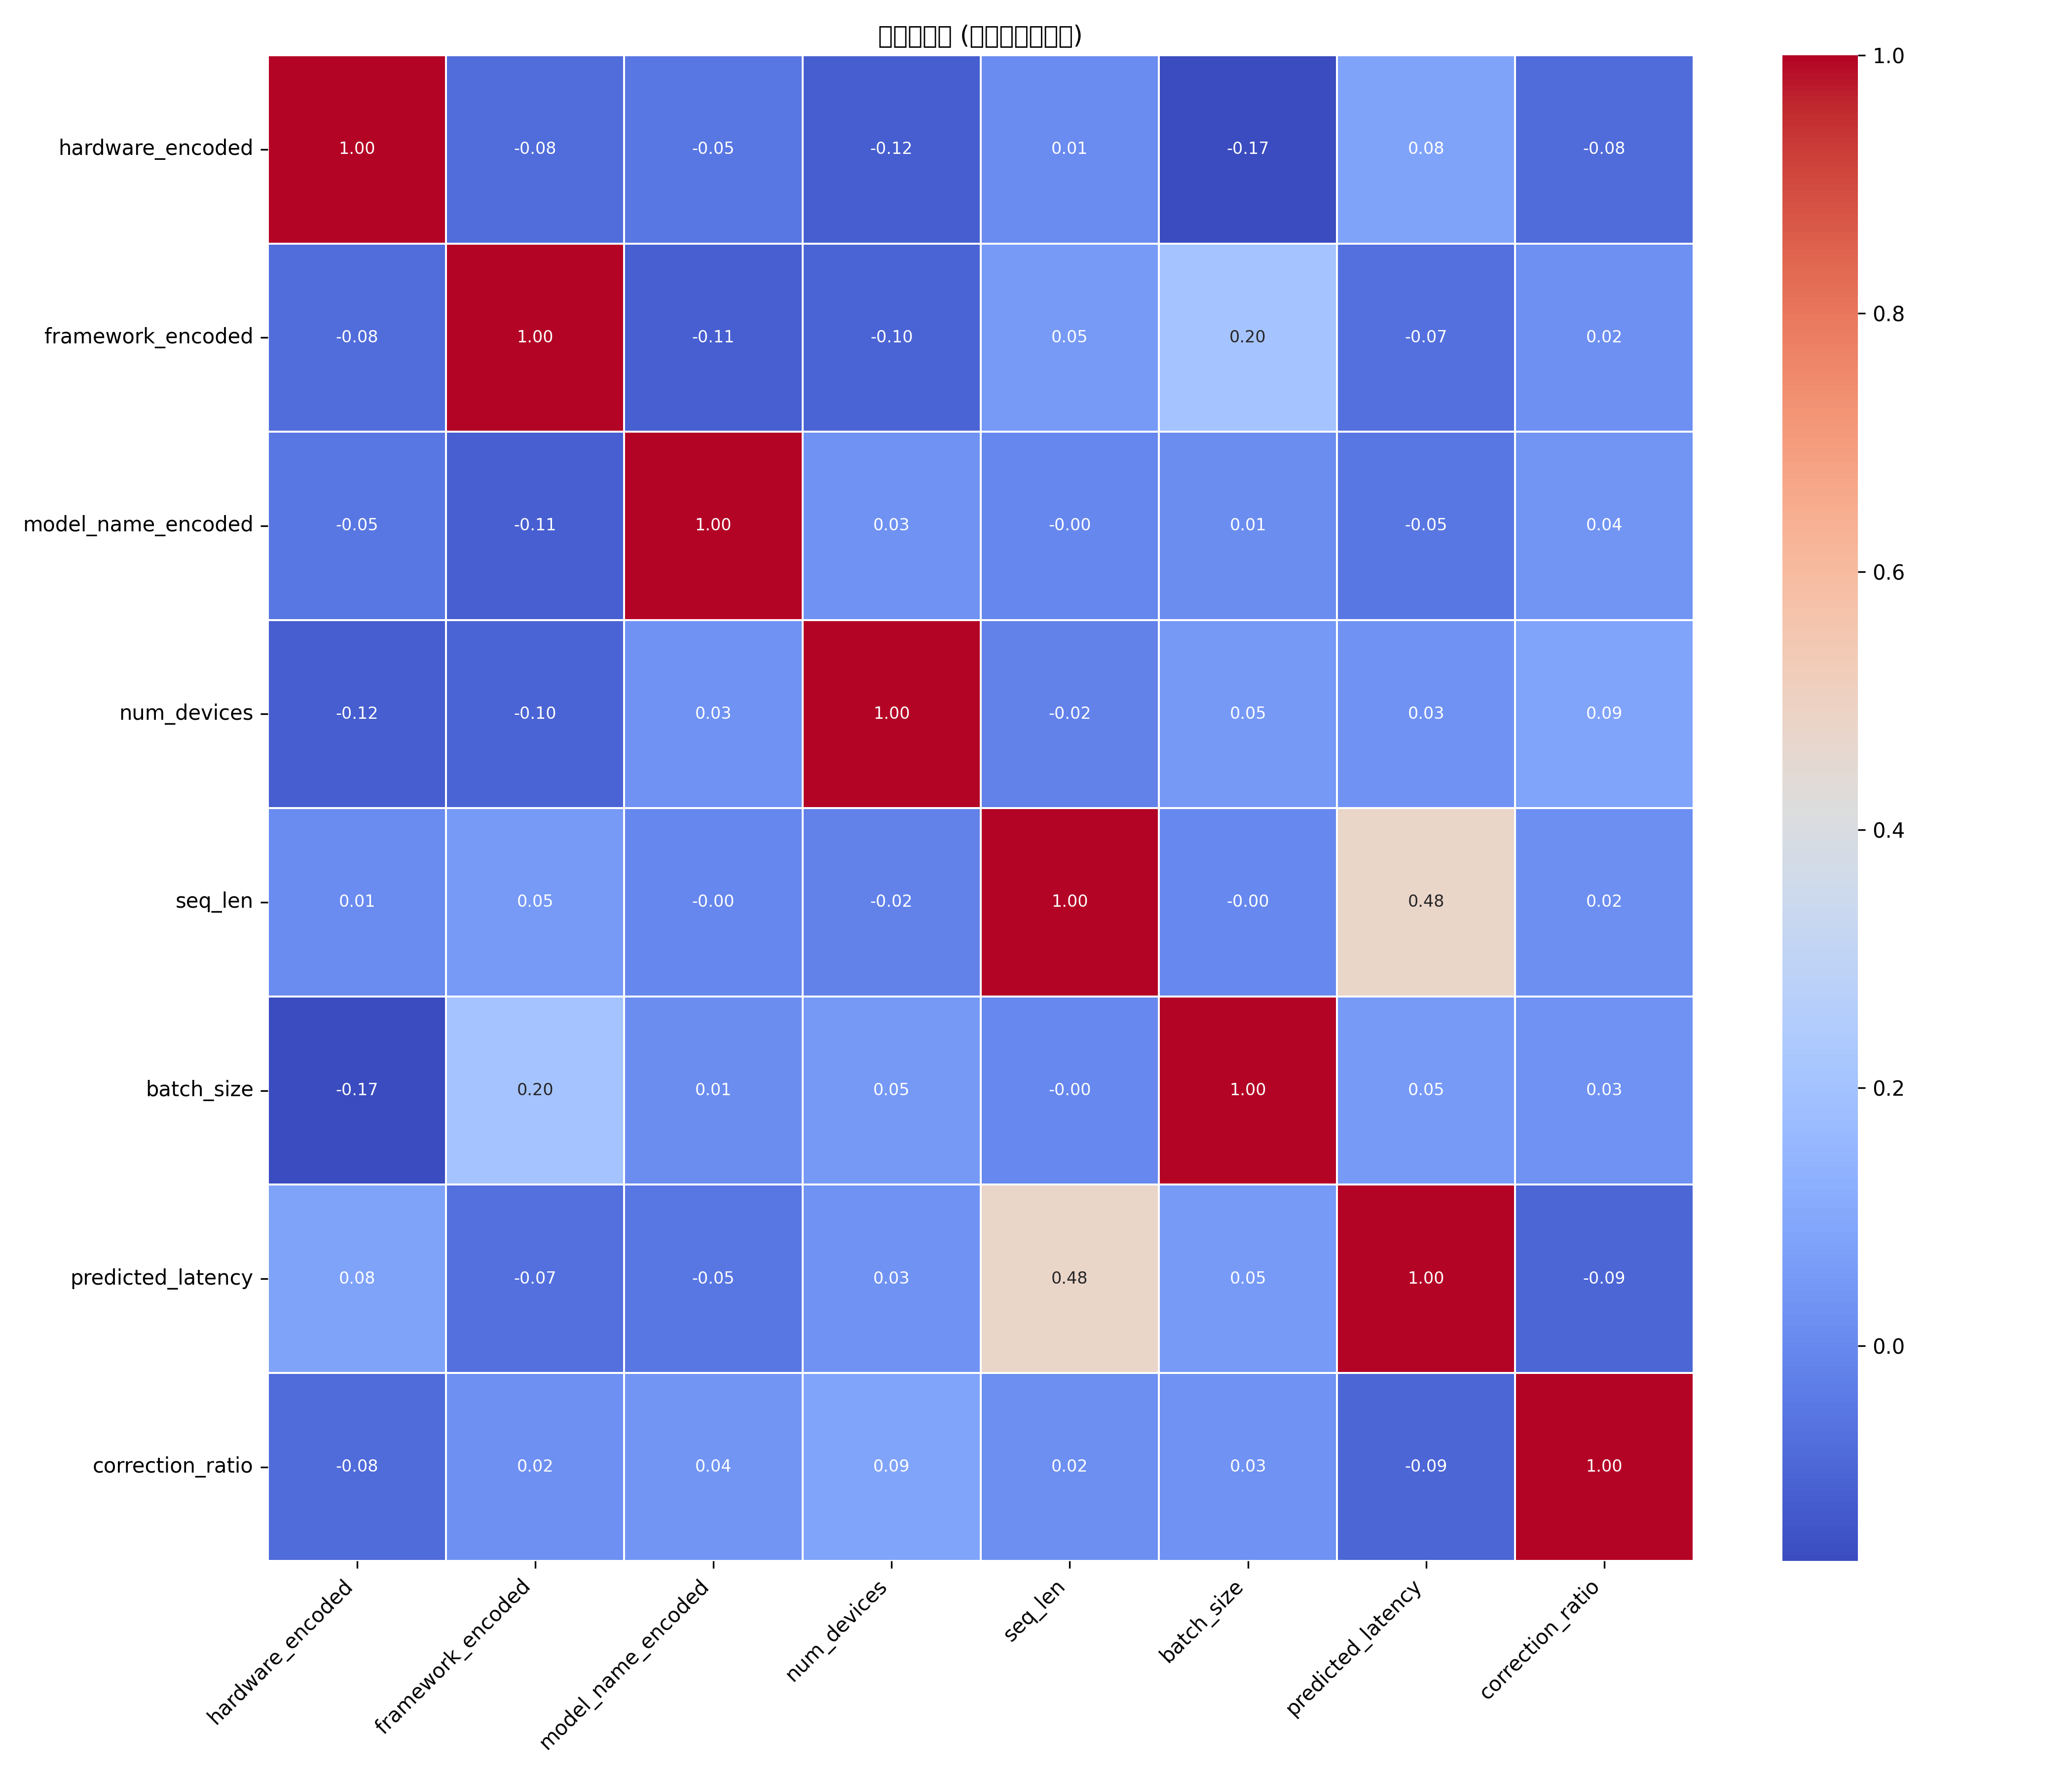 1.0
hardware_encoded 1.00 -0.08 -0.05 -0.12 0.01 -0.17 0.08 -0.08
0.8
framework_encoded -0.08 1.00 -0.11 -0.10 0.05 0.20 -0.07 0.02
0.6
model_name_encoded -0.05 -0.11 1.00 0.03 -0.00 0.01 -0.05 0.04
num_devices -0.12 -0.10 0.03 1.00 -0.02 0.05 0.03 0.09
0.4
seq_len 0.01 0.05 -0.00 -0.02 1.00 -0.00 0.48 0.02
0.2
batch_size -0.17 0.20 0.01 0.05 -0.00 1.00 0.05 0.03
predicted_latency 0.08 -0.07 -0.05 0.03 0.48 0.05 1.00 -0.09
0.0
correction_ratio -0.08 0.02 0.04 0.09 0.02 0.03 -0.09 1.00
hardware_encoded
framework_encoded
model_name_encoded
num_devices
seq_len
batch_size
predicted_latency
correction_ratio